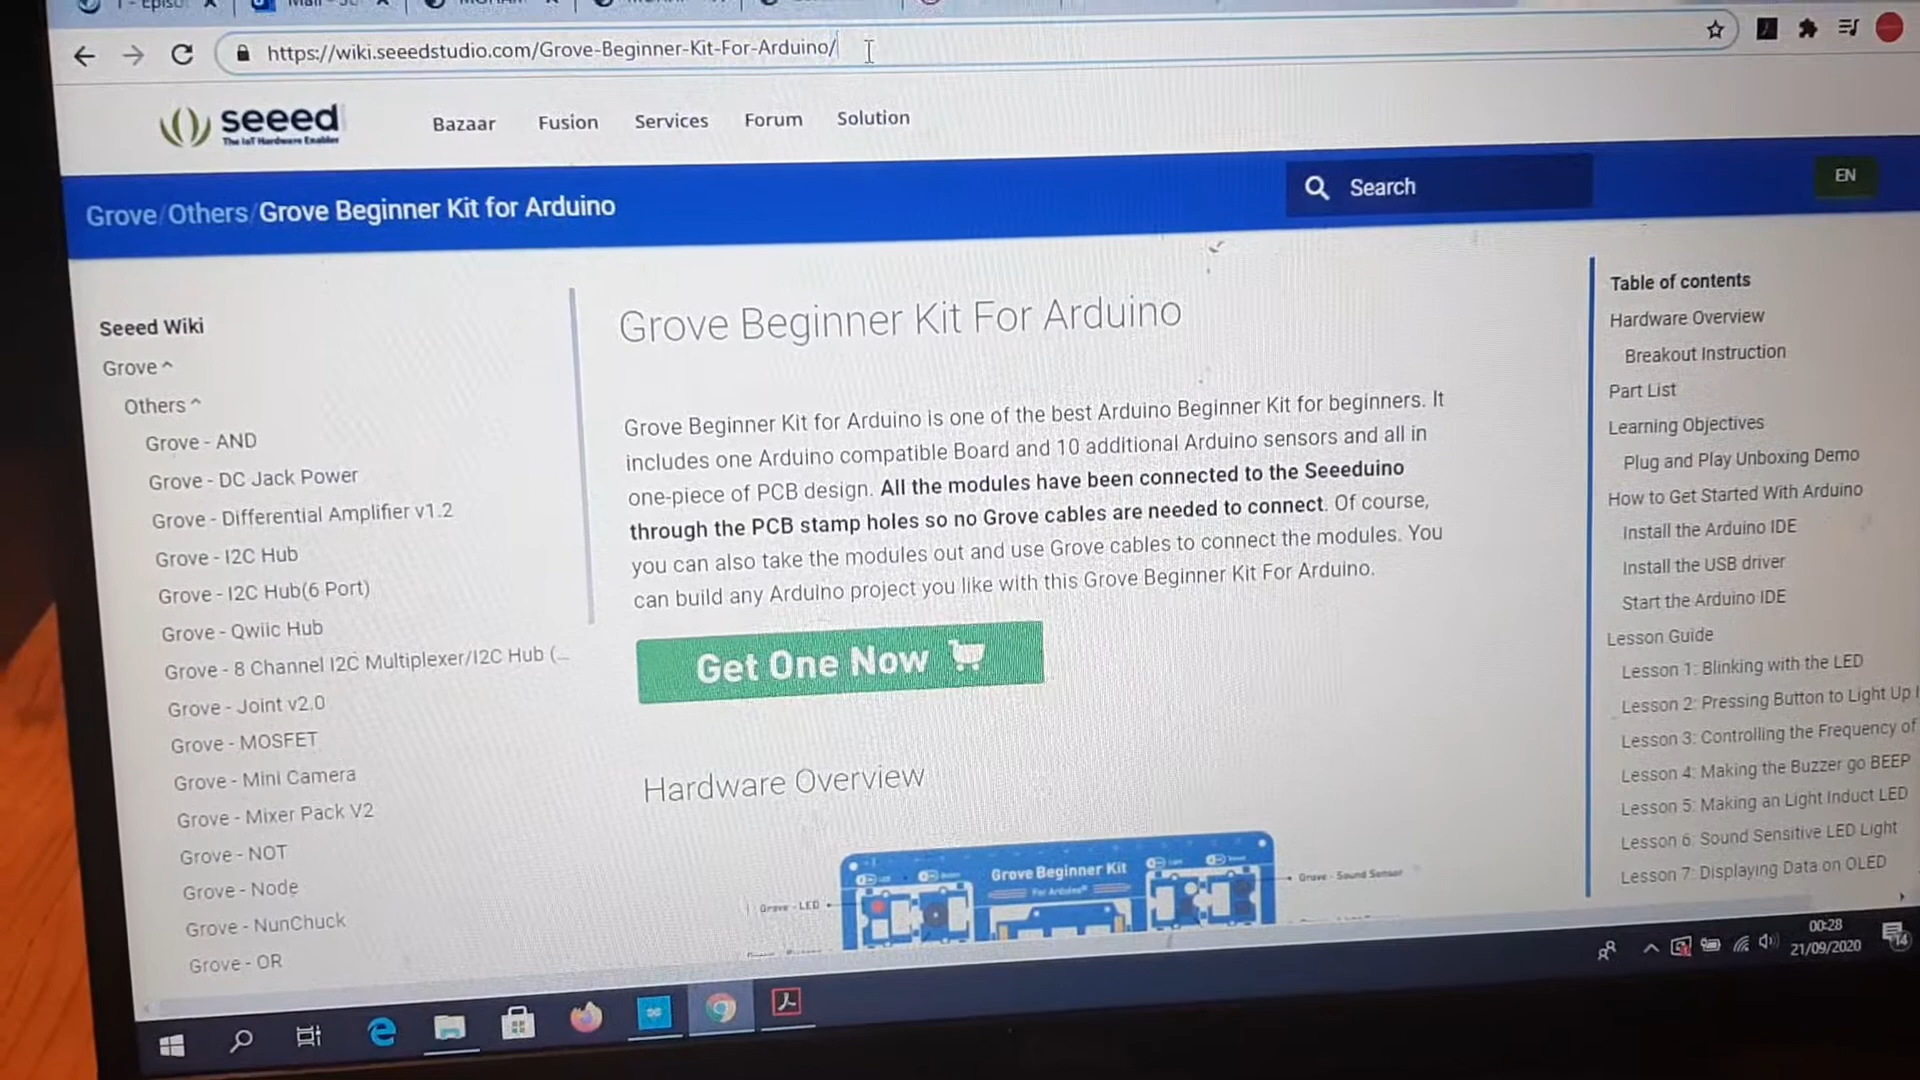 https://wiki.seeedstudio.com/Grove-Beginner-Kit-For-Arduino/
seeed
The IoT Hardware Enabler
Bazaar Fusion Services Forum Solution
Grove/Others/Grove Beginner Kit for Arduino
Search
EN
Seeed Wiki
Grove ^
Others ^
Grove - AND
Grove - DC Jack Power
Grove - Differential Amplifier v1.2
Grove - I2C Hub
Grove - I2C Hub(6 Port)
Grove - Qwiic Hub
Grove - 8 Channel I2C Multiplexer/I2C Hub (...
Grove - Joint v2.0
Grove - MOSFET
Grove - Mini Camera
Grove - Mixer Pack V2
Grove - NOT
Grove - Node
Grove - NunChuck
Grove - OR
Grove Beginner Kit For Arduino
Grove Beginner Kit for Arduino is one of the best Arduino Beginner Kit for beginners. It
includes one Arduino compatible Board and 10 additional Arduino sensors and all in
one-piece of PCB design. All the modules have been connected to the Seeeduino
through the PCB stamp holes so no Grove cables are needed to connect. Of course,
you can also take the modules out and use Grove cables to connect the modules. You
can build any Arduino project you like with this Grove Beginner Kit For Arduino.
Get One Now
Hardware Overview
Grove Beginner Kit
For Arduino
Grove - LED
Grove - Sound Sensor
Table of contents
Hardware Overview
Breakout Instruction
Part List
Learning Objectives
Plug and Play Unboxing Demo
How to Get Started With Arduino
Install the Arduino IDE
Install the USB driver
Start the Arduino IDE
Lesson Guide
Lesson 1: Blinking with the LED
Lesson 2: Pressing Button to Light Up
Lesson 3: Controlling the Frequency of
Lesson 4: Making the Buzzer go BEEP
Lesson 5: Making an Light Induct LED
Lesson 6: Sound Sensitive LED Light
Lesson 7: Displaying Data on OLED
00:28
21/09/2020
14